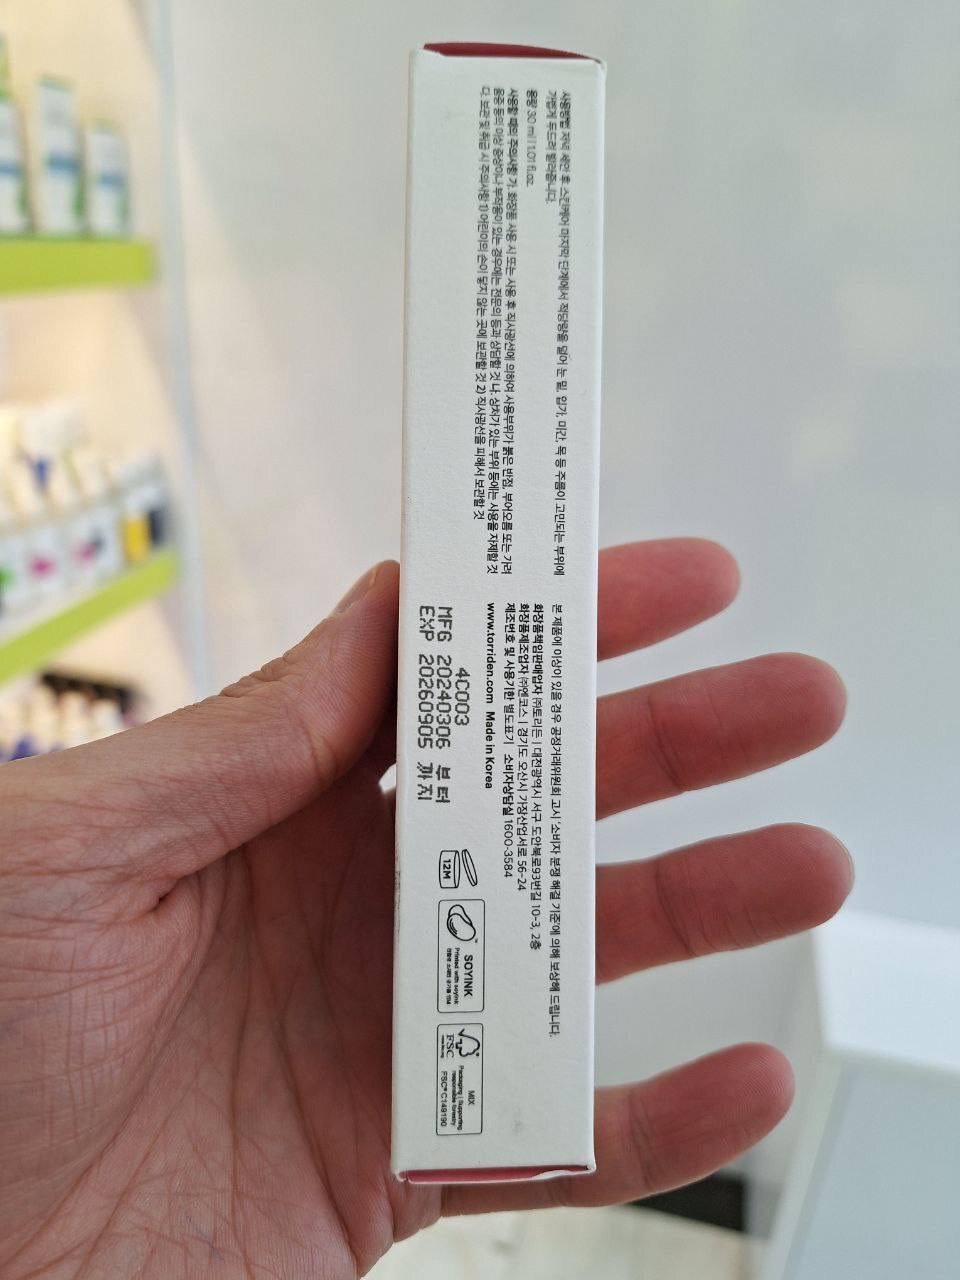 사용방법 저녁 세안 후 스킨케어 마지막 단계에서 적당량을 덜어 눈 밑, 입가, 미간, 목 등 주름이 고민되는 부위에
가볍게 두드려 발라줍니다.
용량 30 ml / 1.01 fl.oz.
사용할 때의 주의사항 가. 화장품 사용 시 또는 사용 후 직사광선에 의하여 사용부위가 붉은 반점, 부어오름 또는 가려
움증 등의 이상 증상이나 부작용이 있는 경우에는 전문의 등과 상담할 것 나. 상처가 있는 부위 등에는 사용을 자제할 것
다. 보관 및 취급 시 주의사항 1) 어린이의 손이 닿지 않는 곳에 보관할 것 2) 직사광선을 피해서 보관할 것
본 제품에 이상이 있을 경우 공정거래위원회 고시 '소비자 분쟁 해결 기준'에 의해 보상해 드립니다.
화장품책임판매업자 ㈜토리든 | 대전광역시 서구 도안북로93번길 10-3, 2층
화장품제조업자 ㈜엔코스 | 경기도 오산시 가장산업서로 56-24
제조번호 및 사용기한 별도표기 소비자상담실 1600-3584
www.torriden.com Made in Korea
4C003
MFG 20240306 부터
EXP 20260905 까지
12M
SOYINK
Printed with soyink
MIX
Packaging | Supporting
responsible forestry
FSC
FSC® C149190